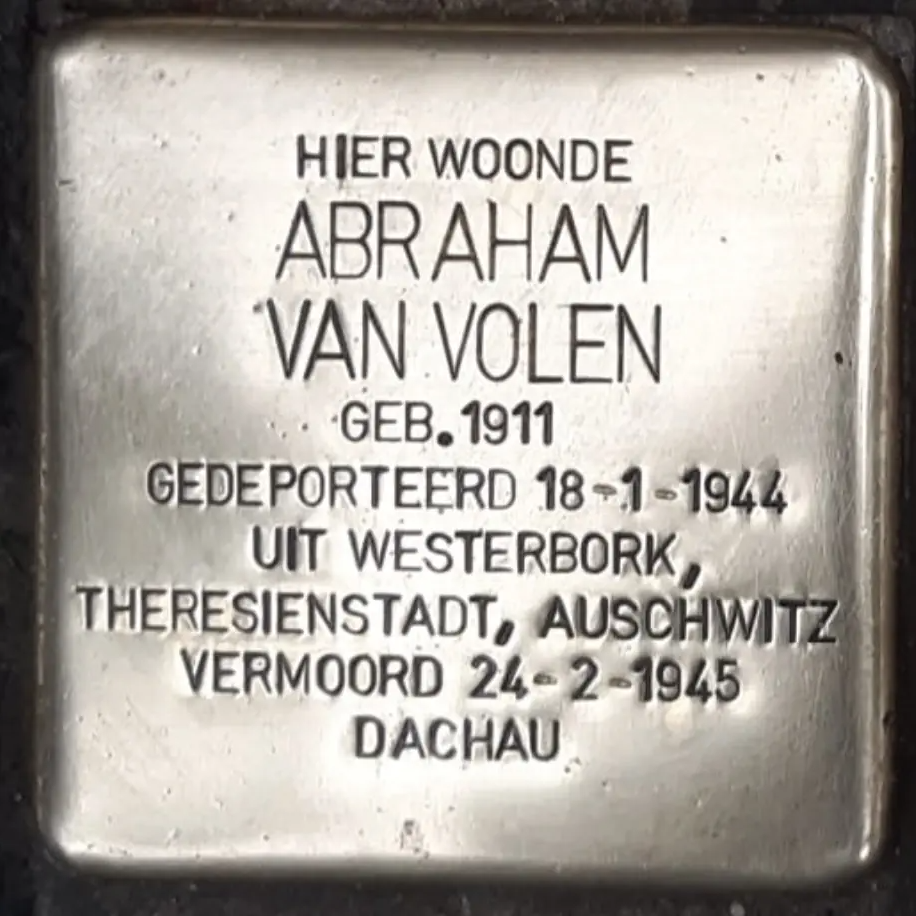 HIER WOONDE
ABRAHAM
VAN VOLEN
GEB. 1911
GEDEPORTEERD 18-1-1944
UIT WESTERBORK,
THERESIENSTADT, AUSCHWITZ
VERMOORD 24-2-1945
DACHAU